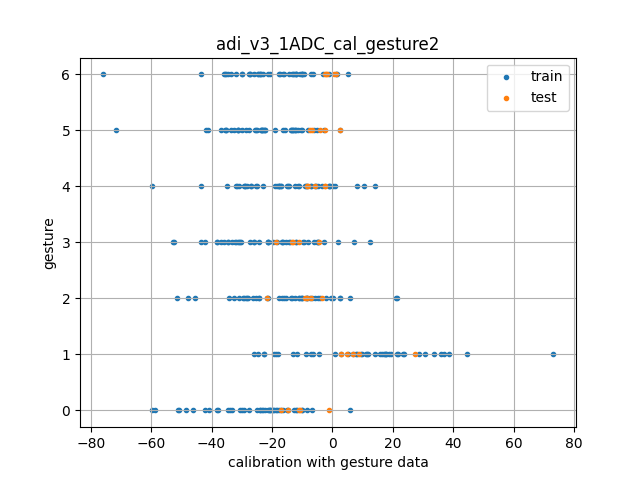 adi_v3_1ADC_cal_gesture2
train
test
gesture
6
5
4
3
2
1
0
−80 −60 −40 −20 0 20 40 60 80
calibration with gesture data